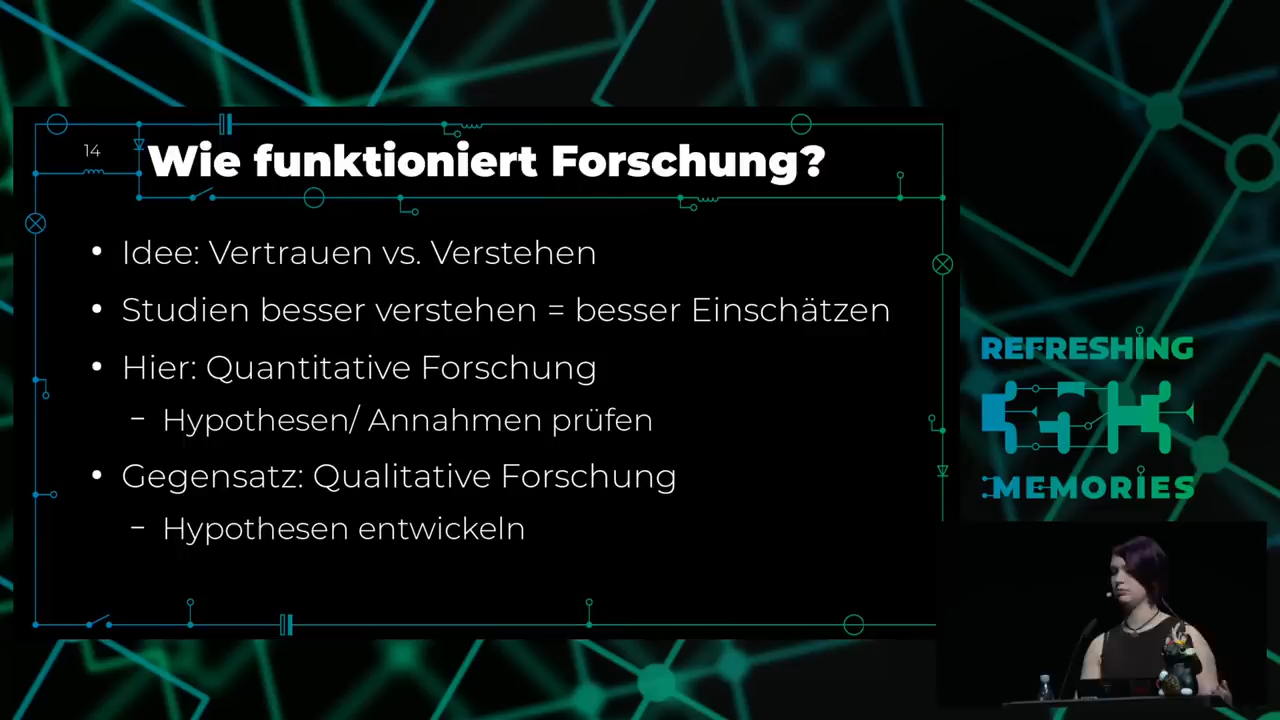 14
Wie funktioniert Forschung?
• Idee: Vertrauen vs. Verstehen
• Studien besser verstehen = besser Einschätzen
• Hier: Quantitative Forschung
– Hypothesen/ Annahmen prüfen
• Gegensatz: Qualitative Forschung
– Hypothesen entwickeln
REFRESHING
MEMORIES